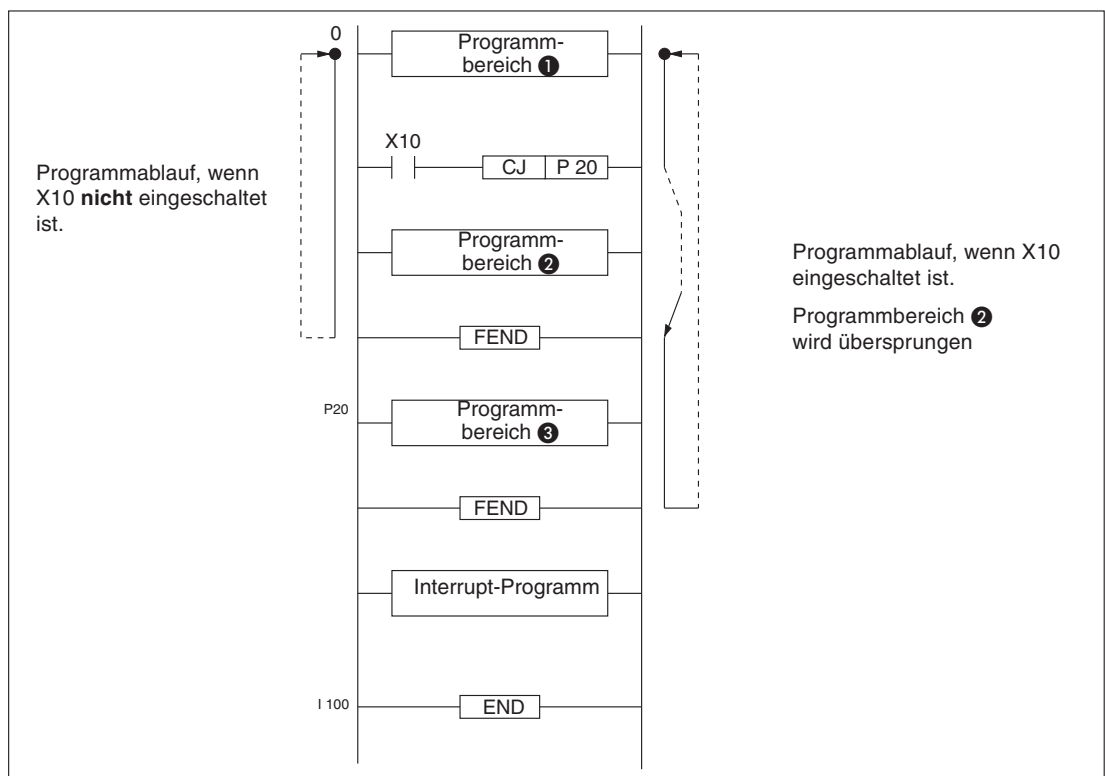 0
Programm-
bereich ❶
X10
CJ P 20
Programmablauf, wenn
X10 nicht eingeschaltet
ist.
Programm-
bereich ❷
Programmablauf, wenn X10
eingeschaltet ist.
Programmbereich ❷
wird übersprungen
FEND
P20
Programm-
bereich ❸
FEND
Interrupt-Programm
I 100
END